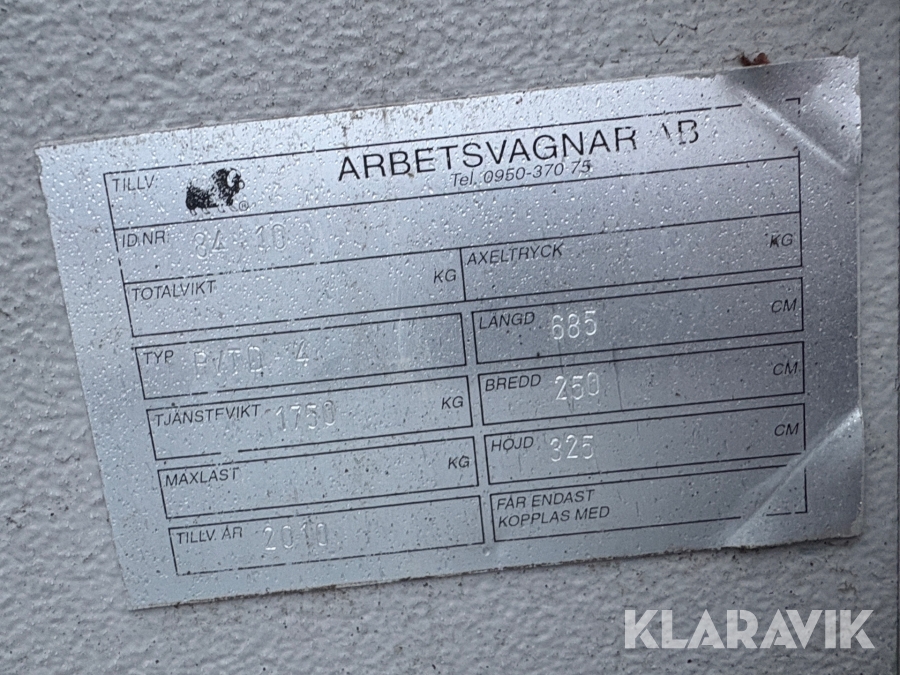 TILLV. ARBETSVAGNAR AB
Tel. 0950-370 75
ID.NR.
TOTALVIKT KG AXELTRYCK KG
TYP LÄNGD 685 CM
TJÄNSTEVIKT 1750 KG BREDD 250 CM
MAXLAST KG HÖJD 325 CM
TILLV. ÅR 2010 FÅR ENDAST
KOPPLAS MED
KLARAVIK